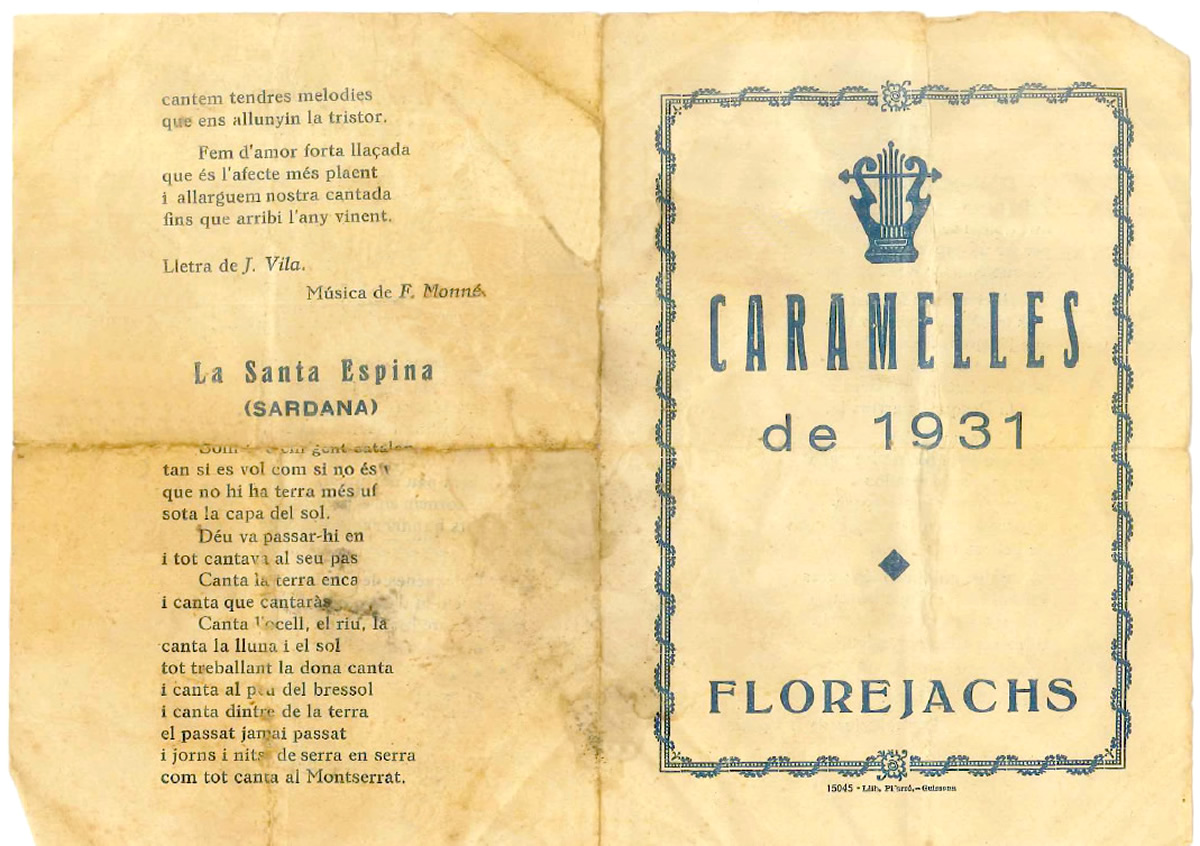 cantem tendres melodies
que ens allunyin la tristor.
Fem d'amor forta llaçada
que és l'afecte més plaent
i allarguem nostra cantada
fins que arribi l'any vinent.
Lletra de J. Vila.
Música de F. Monné.
La Santa Espina
(SARDANA)
gent
tan si es vol com si no és
que no hi ha terra més
sota la capa del sol.
Déu va passar-hi en
i tot cantava al seu pas
Canta la terra enca
i canta que cantaràs
Canta l'ocell, el riu, la
canta la lluna i el sol
tot treballant la dona canta
i canta al peu del bressol
i canta dintre de la terra
el passat jamai passat
i jorns i nits de serra en serra
com tot canta al Montserrat.
CARAMELLES
de 1931
FLOREJACHS
15045 - Guissona